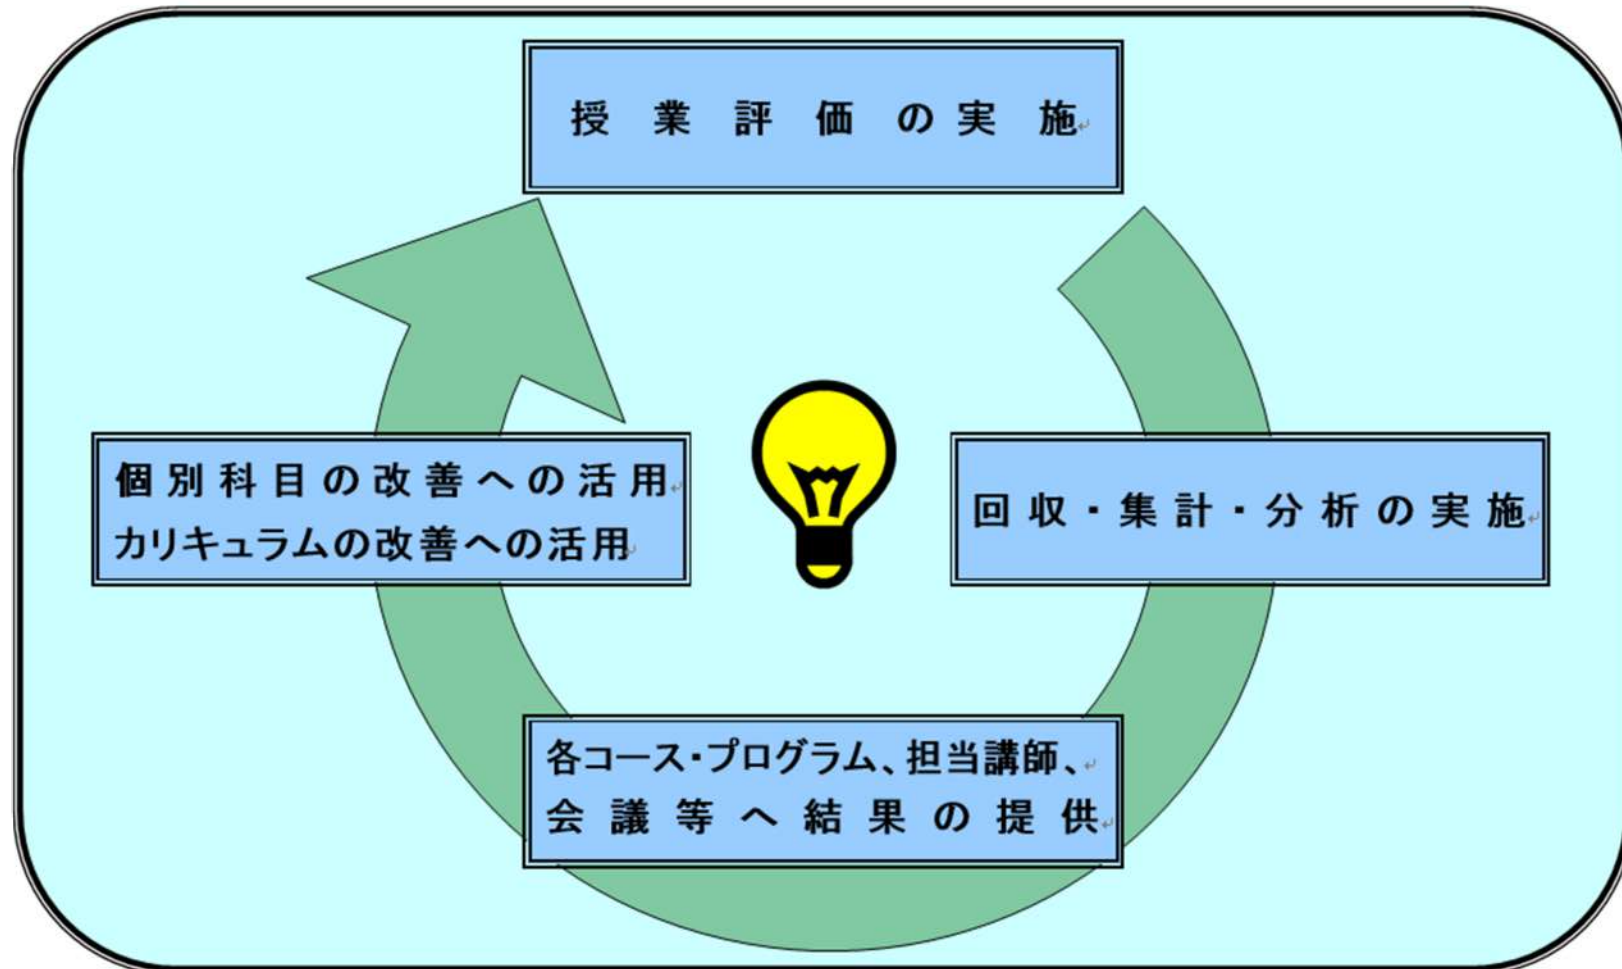 授業評価の実施
個別科目の改善への活用
カリキュラムの改善への活用
回収・集計・分析の実施
各コース・プログラム、担当講師、
会議等へ結果の提供